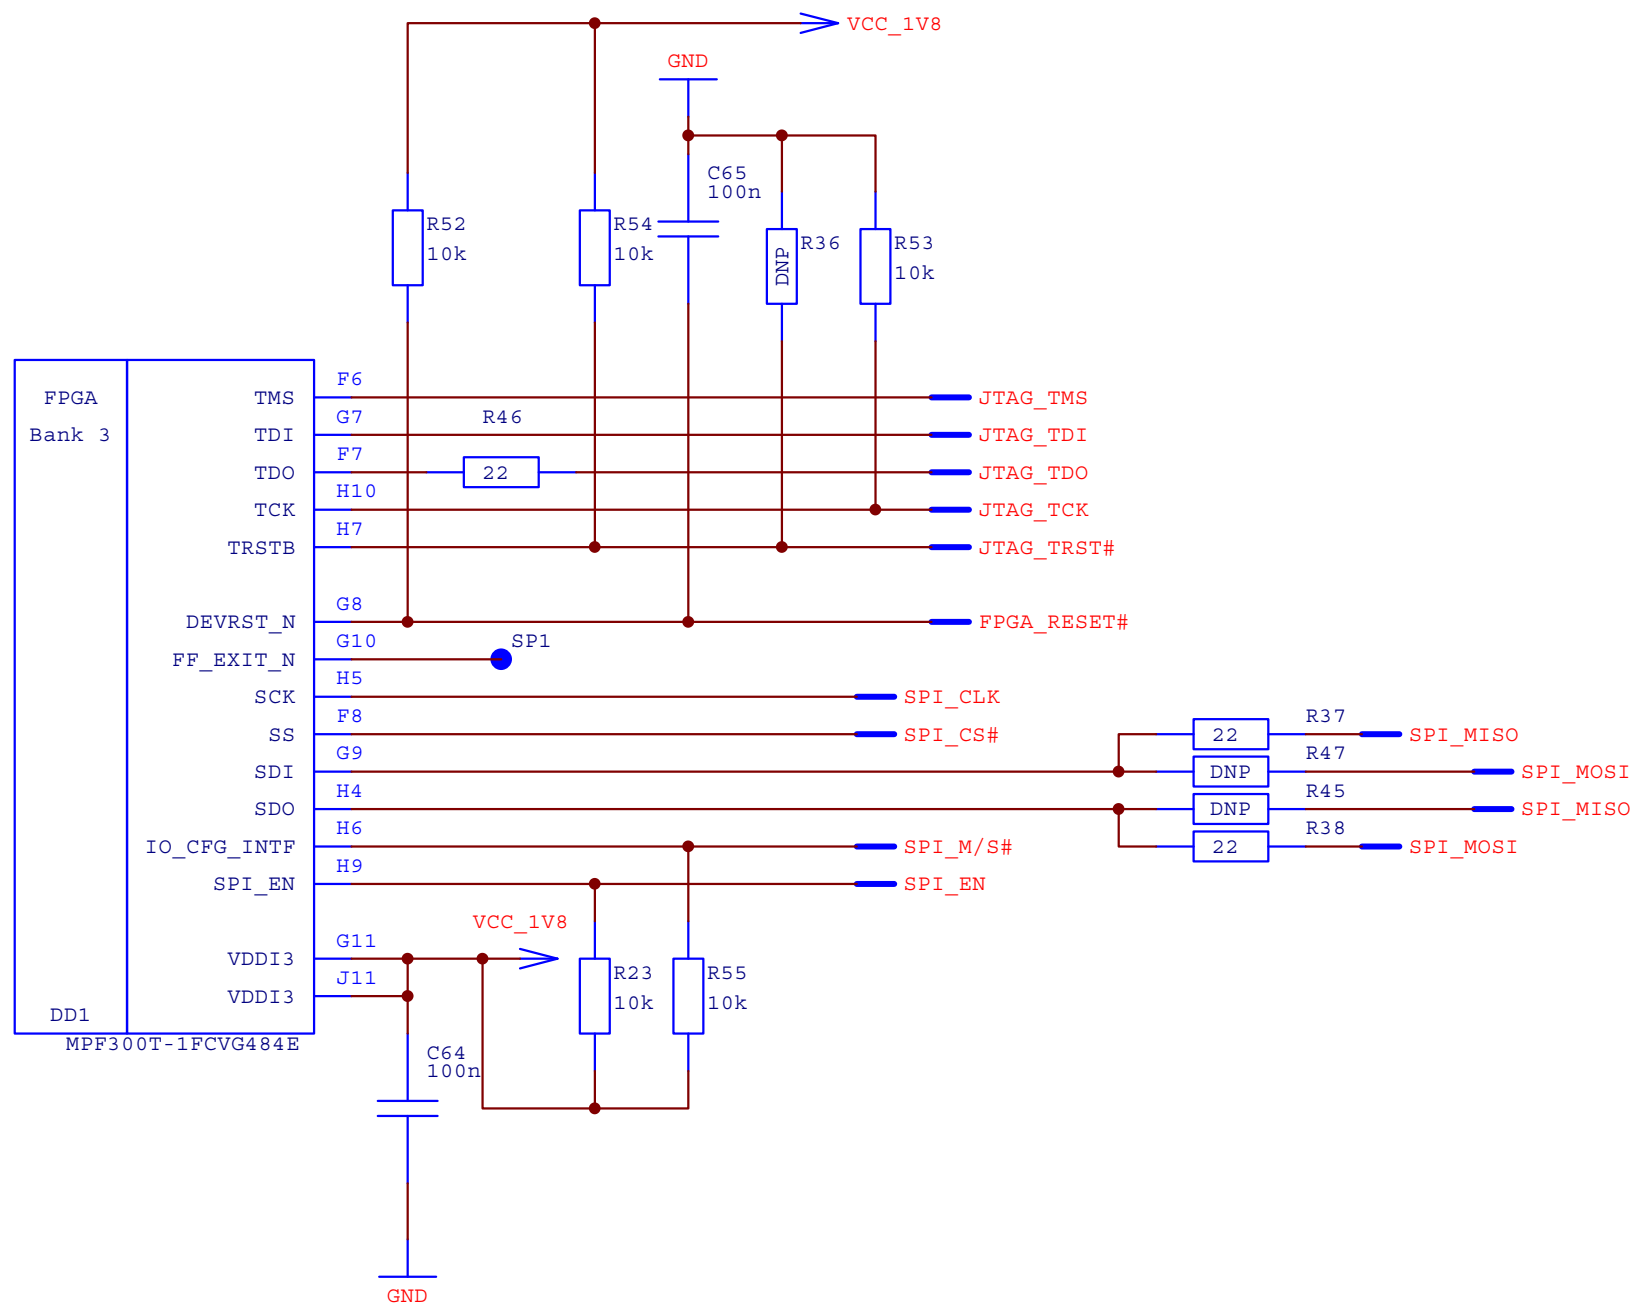 VCC_1V8
GND
C65
100n
R52
10k
R54
10k
DNP
R36
R53
10k
FPGA
Bank 3
DD1
MPF300T-1FCVG484E
TMS F6 JTAG_TMS
TDI G7 JTAG_TDI
R46
TDO F7 22 JTAG_TDO
TCK H10 JTAG_TCK
TRSTB H7 JTAG_TRST#
DEVRST_N G8 FPGA_RESET#
FF_EXIT_N G10 SP1
SCK H5 SPI_CLK
SS F8 SPI_CS#
22 R37 SPI_MISO
SDI G9 DNP R47 SPI_MOSI
SDO H4 DNP R45 SPI_MISO
22 R38 SPI_MOSI
IO_CFG_INTF H6 SPI_M/S#
SPI_EN H9 SPI_EN
VCC_1V8
VDDI3 G11
VDDI3 J11
R23
10k
R55
10k
C64
100n
GND